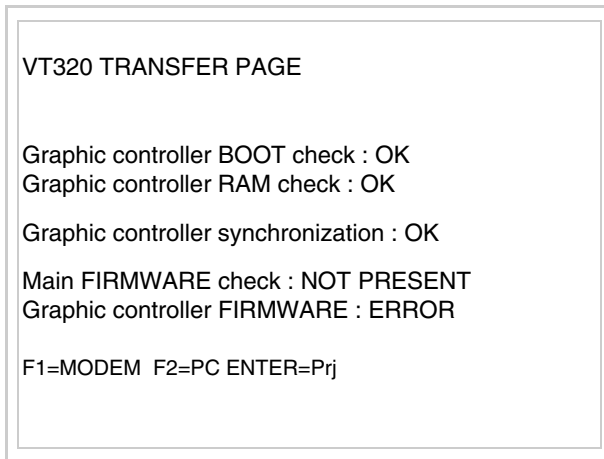 VT320 TRANSFER PAGE
Graphic controller BOOT check : OK
Graphic controller RAM check : OK
Graphic controller synchronization : OK
Main FIRMWARE check : NOT PRESENT
Graphic controller FIRMWARE : ERROR
F1=MODEM F2=PC ENTER=Prj